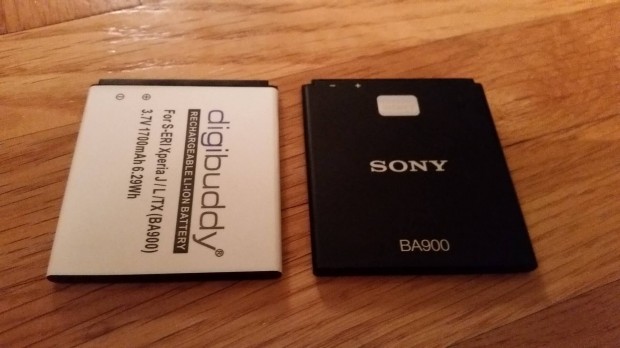 digibuddy®
RECHARGEABLE LI-ION BATTERY
For S-ERI Xperia J / L /TX (BA900)
3.7V 1700mAh 6.29Wh
SONY
BA900